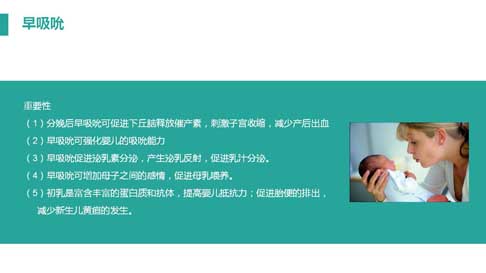 早吸吮
重要性
（1）分娩后早吸吮可促进下丘脑释放催产素，刺激子宫收缩，减少产后出血
（2）早吸吮可强化婴儿的吸吮能力
（3）早吸吮促进泌乳素分泌，产生泌乳反射，促进乳汁分泌。
（4）早吸吮可增加母子之间的感情，促进母乳喂养。
（5）初乳是富含丰富的蛋白质和抗体，提高婴儿抵抗力；促进胎便的排出，
减少新生儿黄疸的发生。